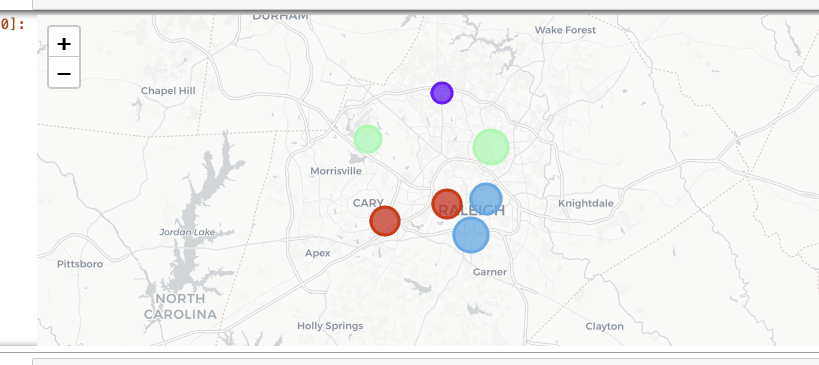 0]:
DURHAM
+
−
Wake Forest
Chapel Hill
Morrisville
CARY
RALEIGH
Knightdale
Jordan Lake
Apex
Pittsboro
Garner
NORTH
CAROLINA
Holly Springs
Clayton